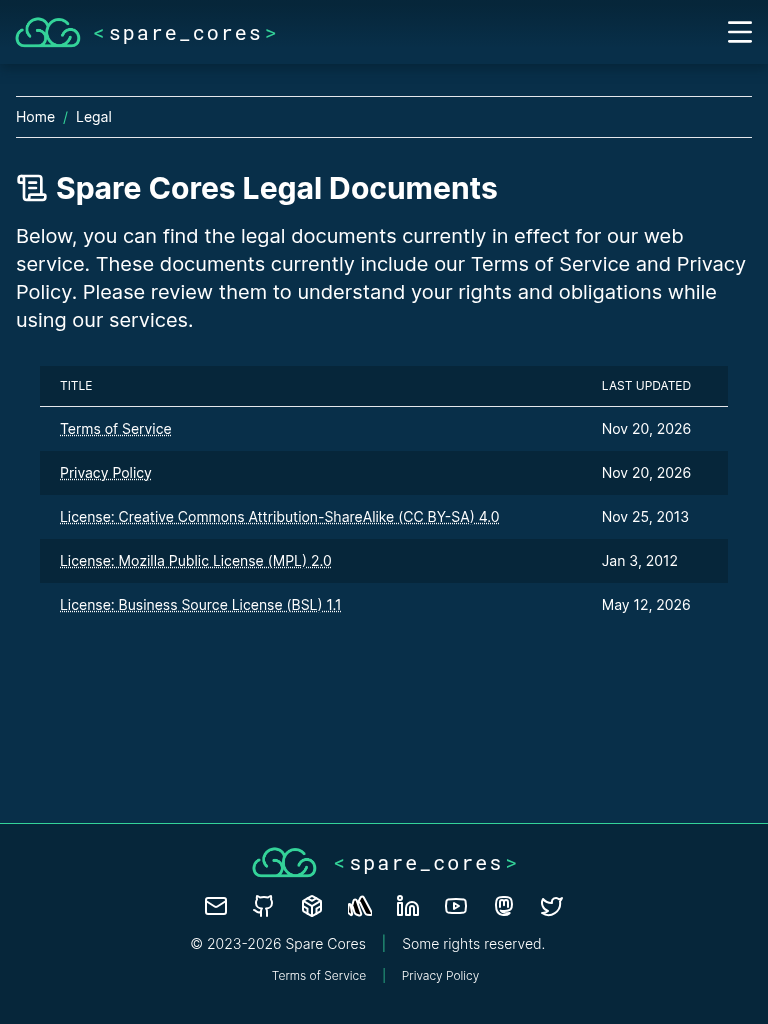 <spare_cores>
Home / Legal
Spare Cores Legal Documents
Below, you can find the legal documents currently in effect for our web
service. These documents currently include our Terms of Service and Privacy
Policy. Please review them to understand your rights and obligations while
using our services.
TITLE LAST UPDATED
Terms of Service Nov 20, 2026
Privacy Policy Nov 20, 2026
License: Creative Commons Attribution-ShareAlike (CC BY-SA) 4.0 Nov 25, 2013
License: Mozilla Public License (MPL) 2.0 Jan 3, 2012
License: Business Source License (BSL) 1.1 May 12, 2026
<spare_cores>
© 2023-2026 Spare Cores | Some rights reserved.
Terms of Service | Privacy Policy